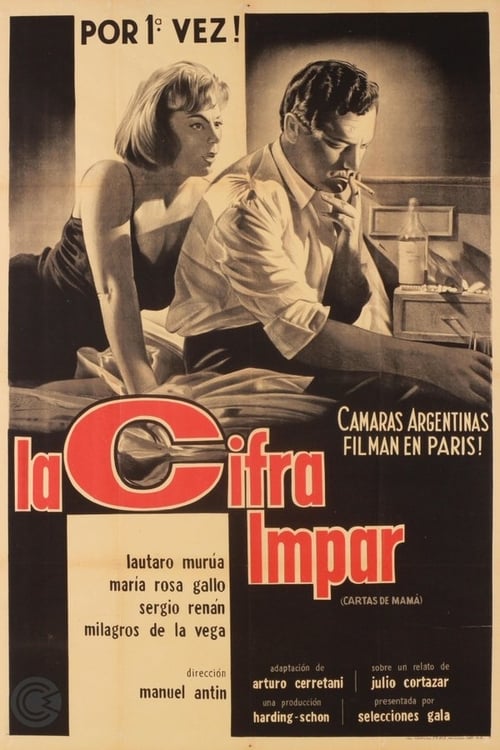 POR 1ª VEZ!
CAMARAS ARGENTINAS
FILMAN EN PARIS!
la Cifra
Impar
(CARTAS DE MAMÁ)
lautaro murúa
maría rosa gallo
sergio renán
milagros de la vega
dirección
manuel antin
adaptación de
arturo cerretani
sobre un relato de
julio cortazar
una producción
harding-schon
presentada por
selecciones gala